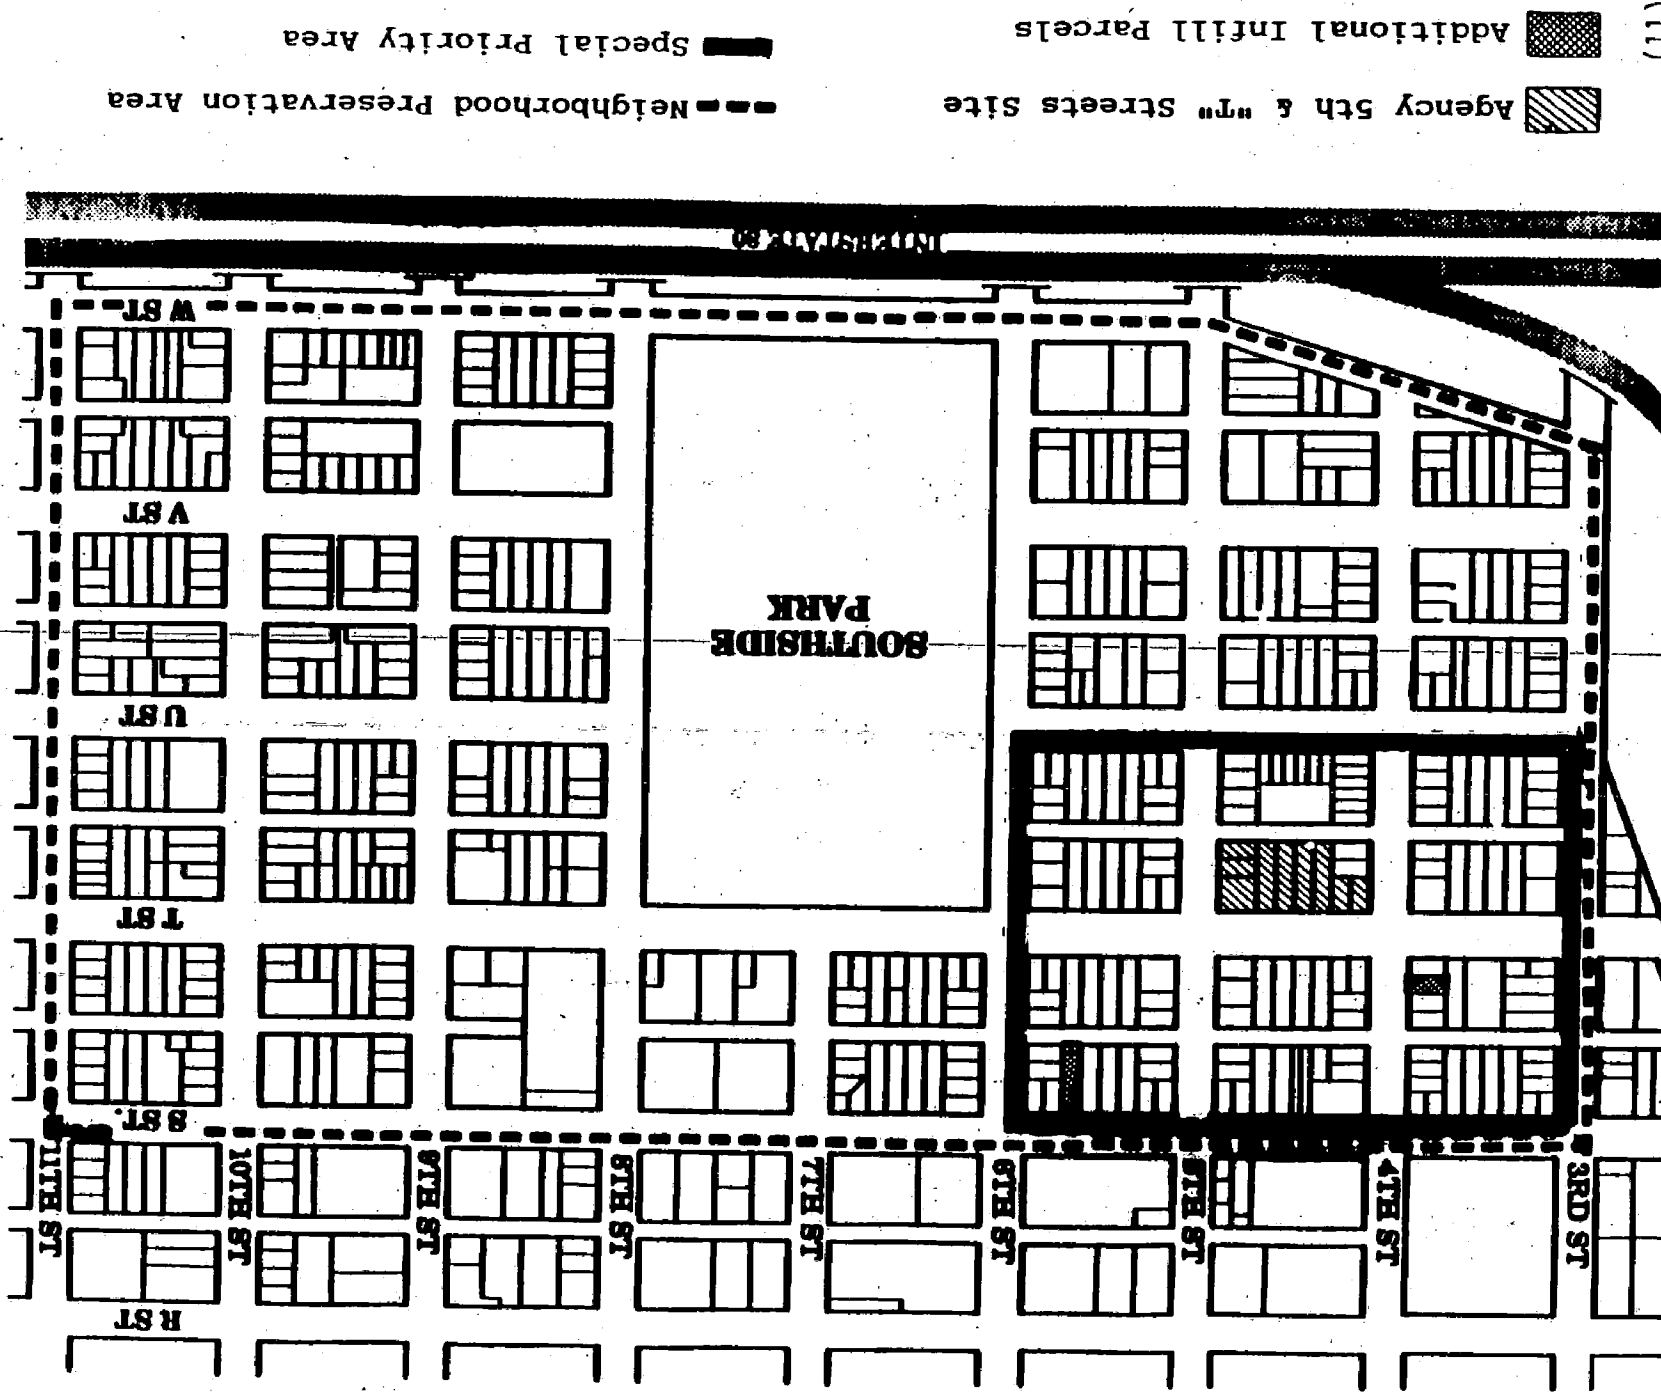 R ST
3RD ST
4TH ST
5TH ST
6TH ST
7TH ST
8TH ST
9TH ST
10TH ST
11TH ST
S ST.
T ST
U ST
SOUTHSIDE
PARK
V ST
W ST
INTERSTATE 80
Agency 5th & "T" Streets Site
Neighborhood Preservation Area
Additional Infill Parcels
Special Priority Area
(11)